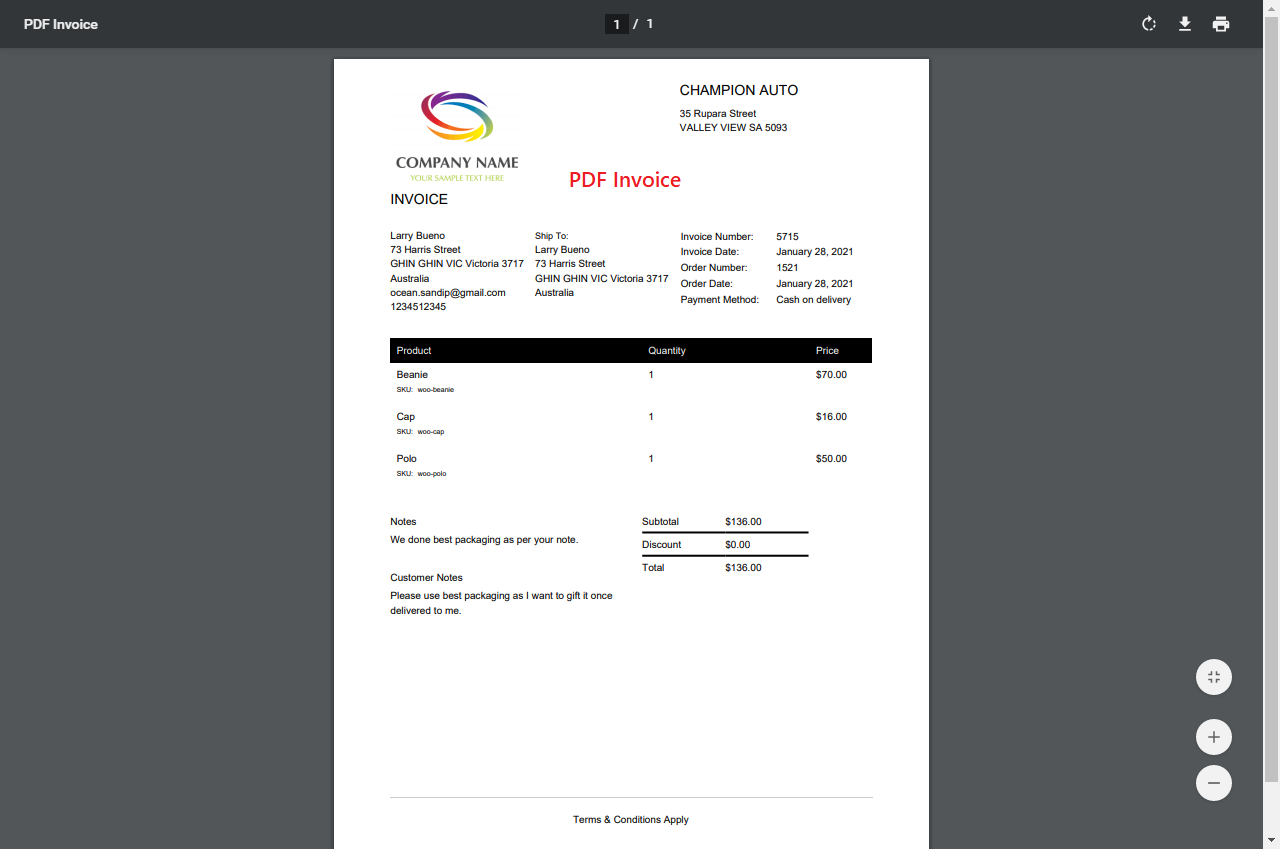 PDF Invoice
1 / 1
CHAMPION AUTO
35 Rupara Street
VALLEY VIEW SA 5093
COMPANY NAME
YOUR SAMPLE TEXT HERE
PDF Invoice
INVOICE
Larry Bueno
73 Harris Street
GHIN GHIN VIC Victoria 3717
Australia
ocean.sandip@gmail.com
1234512345
Ship To:
Larry Bueno
73 Harris Street
GHIN GHIN VIC Victoria 3717
Australia
Invoice Number: 5715
Invoice Date: January 28, 2021
Order Number: 1521
Order Date: January 28, 2021
Payment Method: Cash on delivery
Product Quantity Price
Beanie 1 $70.00
SKU: woo-beanie
Cap 1 $16.00
SKU: woo-cap
Polo 1 $50.00
SKU: woo-polo
Notes
We done best packaging as per your note.
Customer Notes
Please use best packaging as I want to gift it once
delivered to me.
Subtotal $136.00
Discount $0.00
Total $136.00
Terms & Conditions Apply